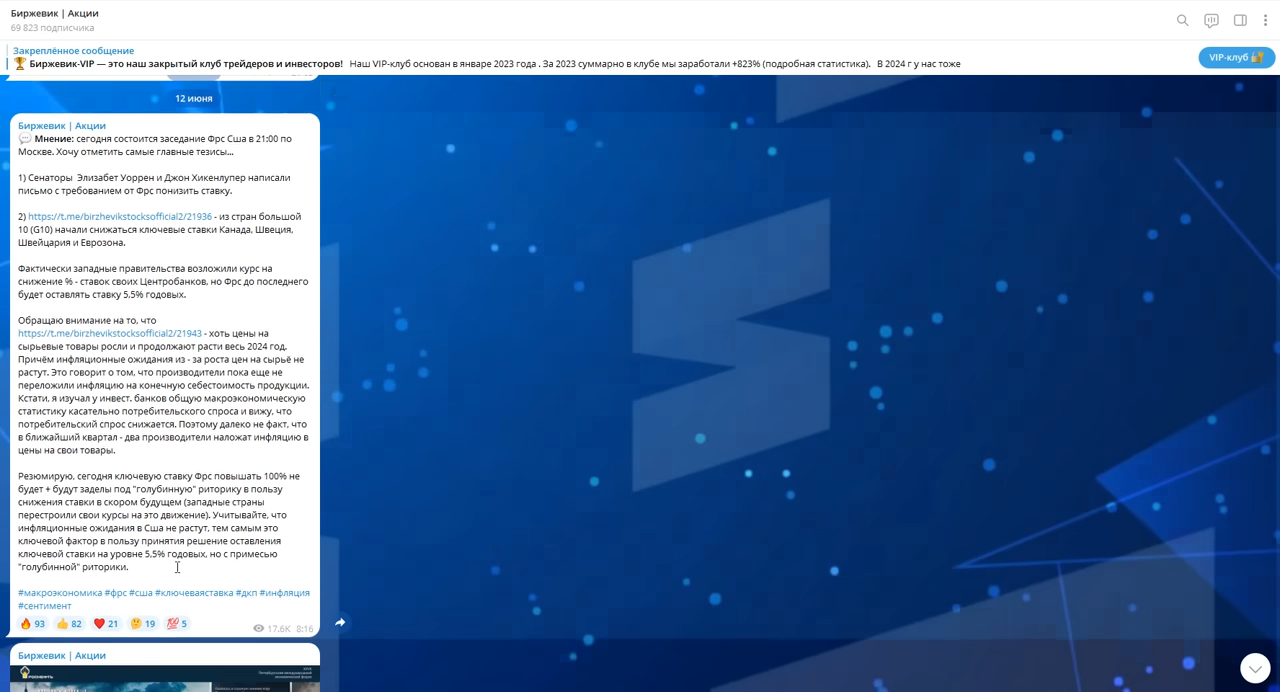 Биржевик | Акции
69 823 подписчика
Закреплённое сообщение
🏆 Биржевик-VIP — это наш закрытый клуб трейдеров и инвесторов! Наш VIP-клуб основан в январе 2023 года . За 2023 суммарно в клубе мы заработали +823% (подробная статистика). В 2024 г у нас тоже
VIP-клуб 🔐
12 июня
Биржевик | Акции
💬 Мнение: сегодня состоится заседание Фрс Сша в 21:00 по
Москве. Хочу отметить самые главные тезисы...
1) Сенаторы Элизабет Уоррен и Джон Хикенлупер написали
письмо с требованием от Фрс понизить ставку.
2) https://t.me/birzhevikstocksofficial2/21936 - из стран большой
10 (G10) начали снижаться ключевые ставки Канада, Швеция,
Швейцария и Еврозона.
Фактически западные правительства возложили курс на
снижение % - ставок своих Центробанков, но Фрс до последнего
будет оставлять ставку 5,5% годовых.
Обращаю внимание на то, что
https://t.me/birzhevikstocksofficial2/21943 - хоть цены на
сырьевые товары росли и продолжают расти весь 2024 год.
Причём инфляционные ожидания из - за роста цен на сырьё не
растут. Это говорит о том, что производители пока еще не
переложили инфляцию на конечную себестоимость продукции.
Кстати, я изучал у инвест. банков общую макроэкономическую
статистику касательно потребительского спроса и вижу, что
потребительский спрос снижается. Поэтому далеко не факт, что
в ближайший квартал - два производители наложат инфляцию в
цены на свои товары.
Резюмирую, сегодня ключевую ставку Фрс повышать 100% не
будет + будут заделы под "голубинную" риторику в пользу
снижения ставки в скором будущем (западные страны
перестроили свои курсы на это движение). Учитывайте, что
инфляционные ожидания в Сша не растут, тем самым это
ключевой фактор в пользу принятия решение оставления
ключевой ставки на уровне 5,5% годовых, но с примесью
"голубинной" риторики.
#макроэкономика #фрс #сша #ключеваяставка #дкп #инфляция
#сентимент
🔥 93 👍 82 ❤️ 21 🤔 19 💯 5
17.6K 8:16
Биржевик | Акции
РОСНЕФТЬ